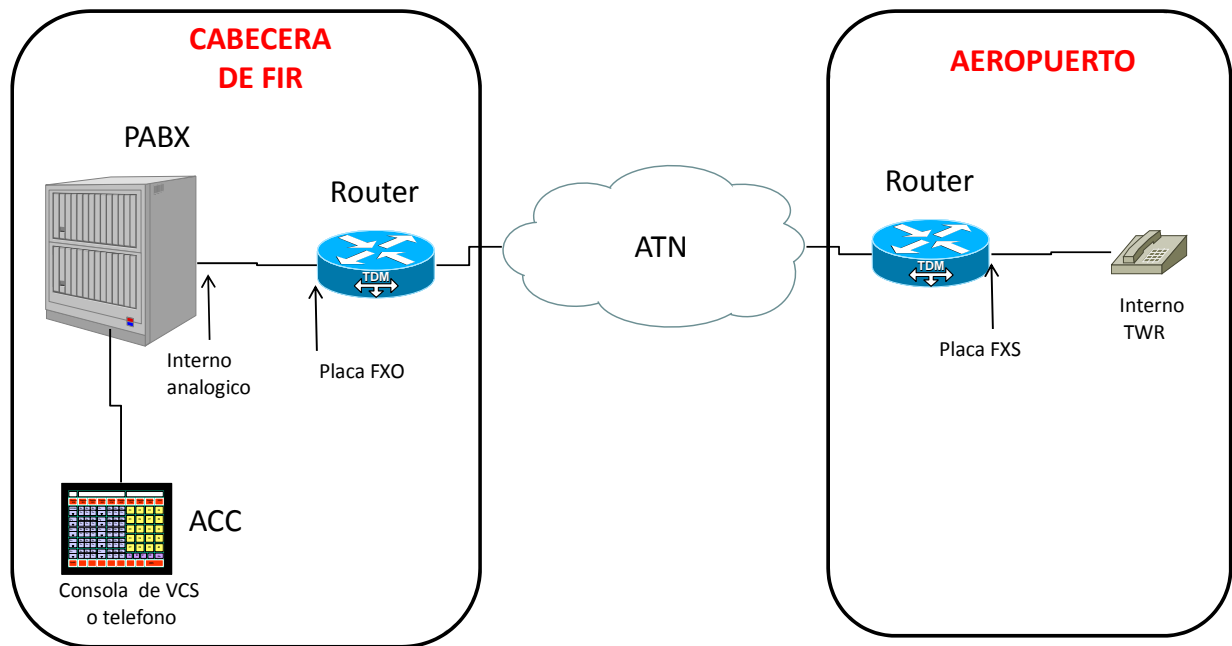 CABECERA
DE FIR
PABX
Router
TDM
Interno
analogico
Placa FXO
ACC
Consola de VCS
o telefono
ATN
AEROPUERTO
Router
TDM
Placa FXS
Interno
TWR